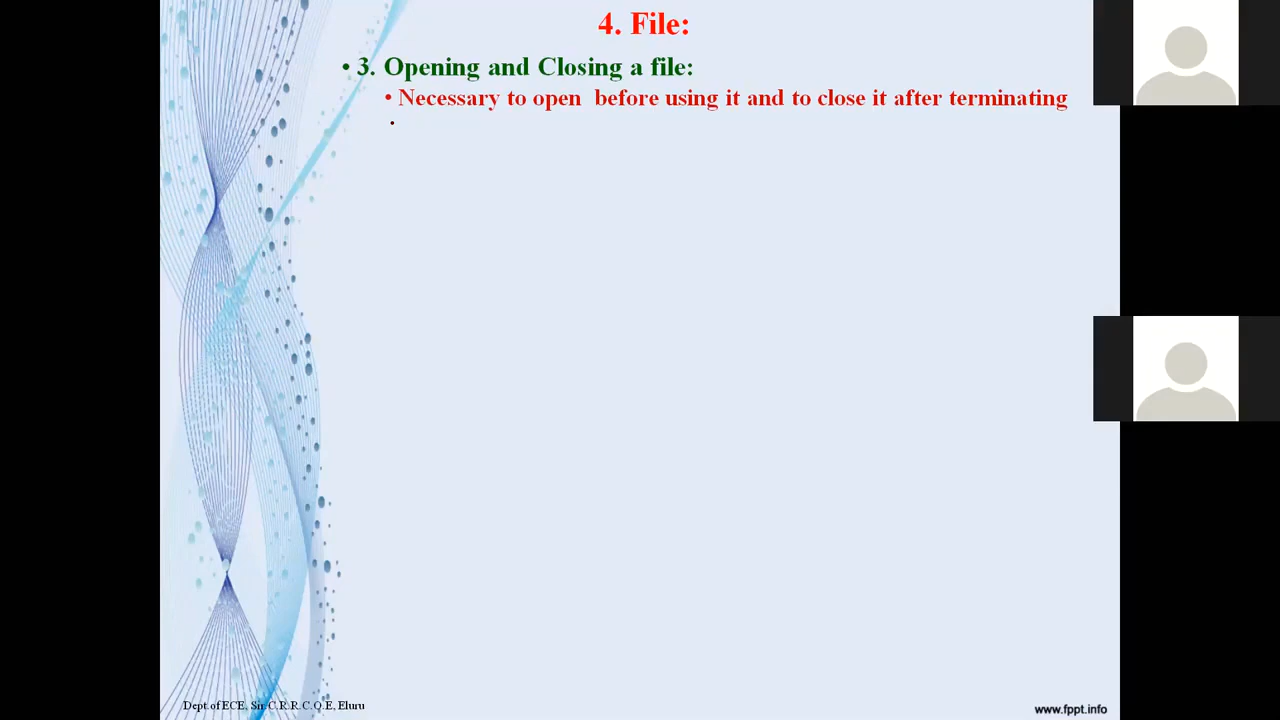 4. File:
• 3. Opening and Closing a file:
• Necessary to open before using it and to close it after terminating
•
Dept.of ECE, Sir.C.R.R.C.O.E, Eluru
www.fppt.info